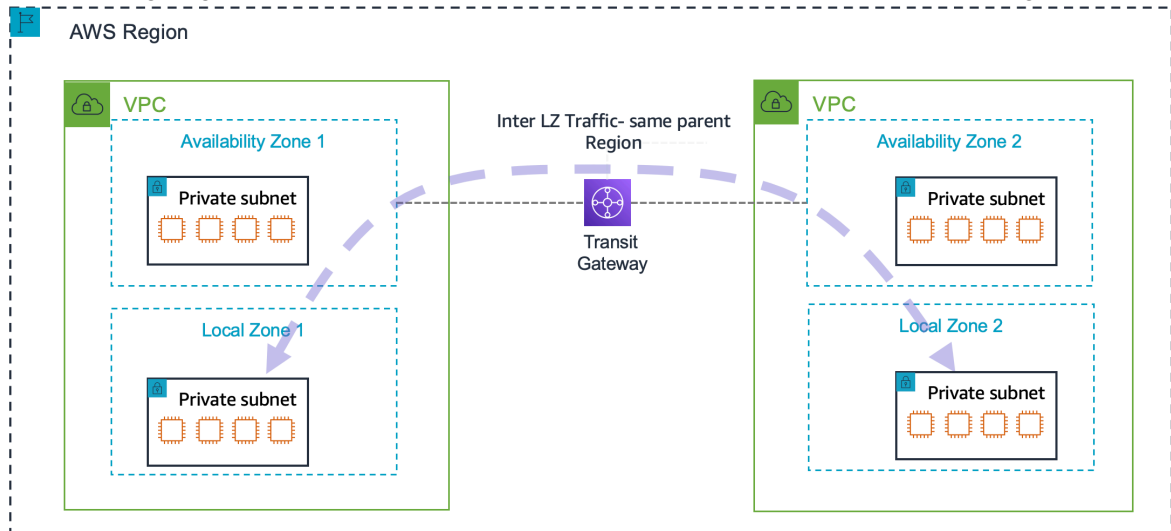 AWS Region
VPC
Availability Zone 1
Private subnet
Local Zone 1
Private subnet
Inter LZ Traffic- same parent
Region
Transit
Gateway
VPC
Availability Zone 2
Private subnet
Local Zone 2
Private subnet